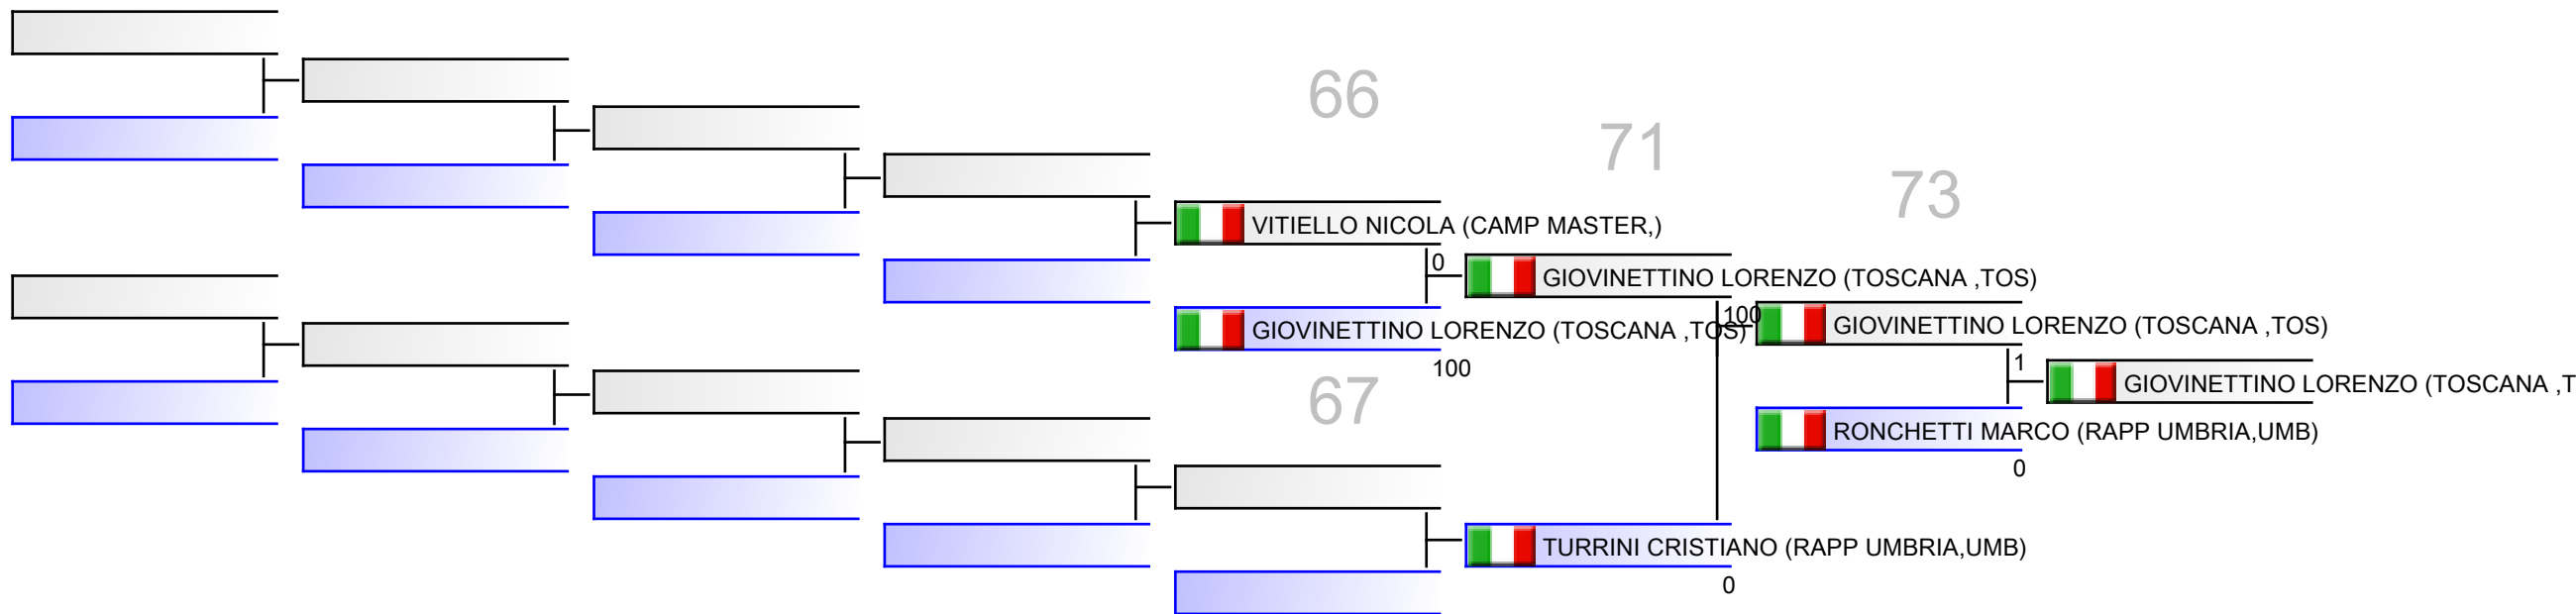 66
71
73
VITIELLO NICOLA (CAMP MASTER,)
0
GIOVINETTINO LORENZO (TOSCANA ,TOS)
100
GIOVINETTINO LORENZO (TOSCANA ,TOS)
GIOVINETTINO LORENZO (TOSCANA ,TOS)
100
1
GIOVINETTINO LORENZO (TOSCANA ,T
67
RONCHETTI MARCO (RAPP UMBRIA,UMB)
0
TURRINI CRISTIANO (RAPP UMBRIA,UMB)
0